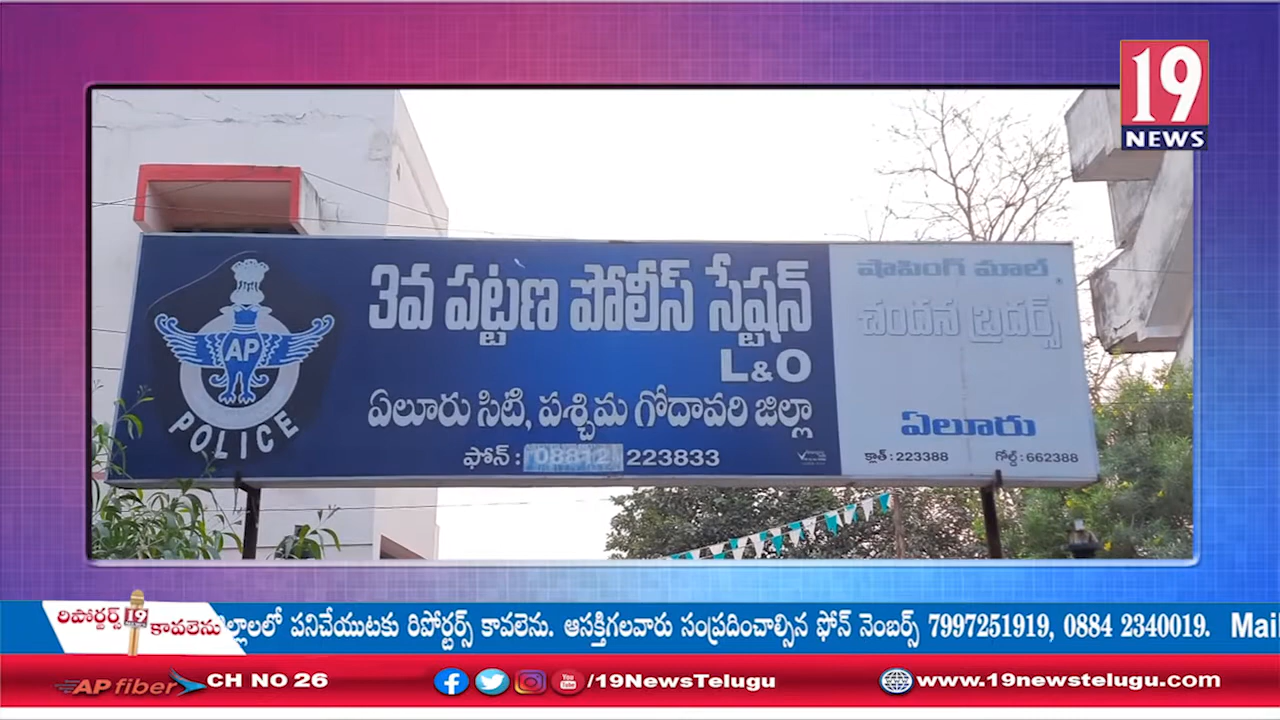 19
NEWS
3వ పట్టణ పోలీస్ స్టేషన్
L&O
ఏలూరు సిటి, పశ్చిమ గోదావరి జిల్లా
ఫోన్ : 08812 223833
AP
POLICE
షాపింగ్ మాల్
చందన బ్రదర్స్
ఏలూరు
క్లాత్ : 223388 గోల్డ్ : 662388
రిపోర్టర్స్ 19 కావలెను
ల్లాలలో పనిచేయుటకు రిపోర్టర్స్ కావలెను. ఆసక్తిగలవారు సంప్రదించాల్సిన ఫోన్ నెంబర్స్ 7997251919, 0884 2340019. Mai
AP fiber CH NO 26 /19NewsTelugu www.19newstelugu.com